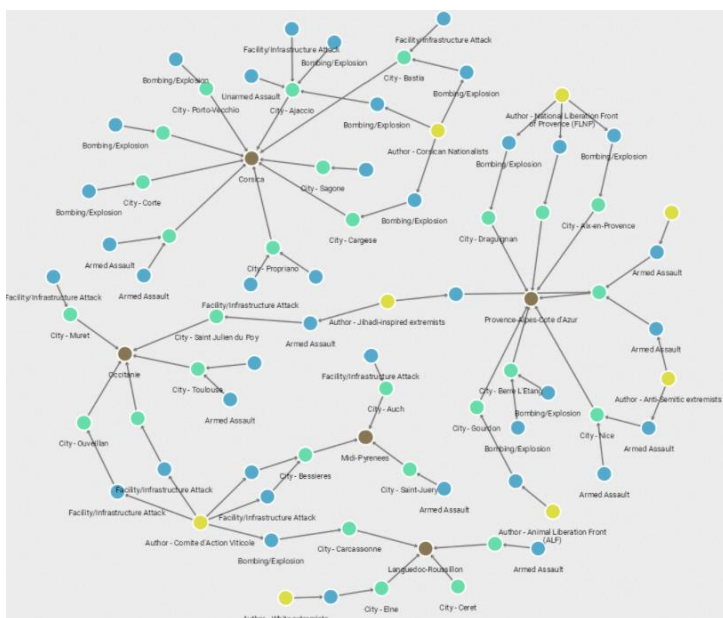 Facility/Infrastructure Attack
Facility/Infrastructure Attack
Bombing/Explosion
Bombing/Explosion
City - Bastia
Unarmed Assault
City - Ajaccio
Bombing/Explosion
City - Porto-Vecchio
Bombing/Explosion
Author - National Liberation Front
of Provence (FLNP)
Bombing/Explosion
Author - Corsican Nationalists
Bombing/Explosion
Bombing/Explosion
Bombing/Explosion
Corsica
City - Sagone
City - Corte
Bombing/Explosion
Bombing/Explosion
City - Cargese
City - Aix-en-Provence
City - Draguignan
Armed Assault
City - Propriano
Armed Assault
Armed Assault
Facility/Infrastructure Attack
Facility/Infrastructure Attack
City - Muret
City - Saint Julien du Poy
Author - Jihadi-inspired extremists
Provence-Alpes-Cote d'Azur
Armed Assault
Armed Assault
Occitanie
Facility/Infrastructure Attack
City - Toulouse
City - Berre L'Etang
Author - Anti-Semitic extremists
Armed Assault
City - Auch
Bombing/Explosion
City - Gourdon
City - Nice
Armed Assault
City - Ouveillan
Bombing/Explosion
Midi-Pyrenees
City - Bessieres
Armed Assault
Facility/Infrastructure Attack
City - Saint-Juery
Armed Assault
Facility/Infrastructure Attack
Facility/Infrastructure Attack
Author - Comite d'Action Viticole
Author - Animal Liberation Front
(ALF)
City - Carcassonne
Bombing/Explosion
Languedoc-Roussillon
Armed Assault
City - Elne
City - Ceret